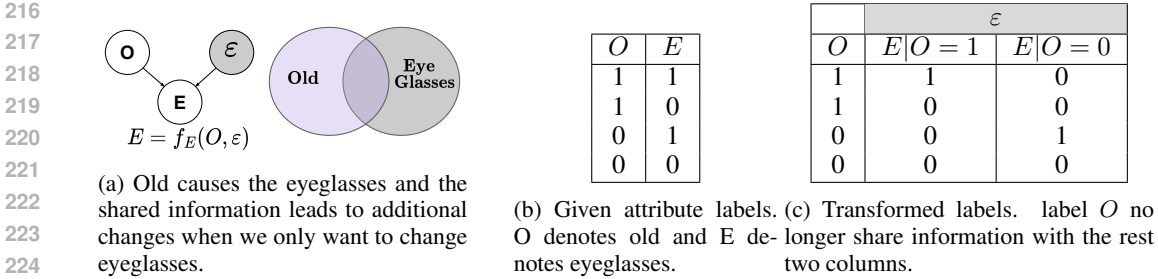 216
217
218
219
220
221
222
223
224
O
ε
E
E = f_E(O, ε)
Old
Eye
Glasses
(a) Old causes the eyeglasses and the
shared information leads to additional
changes when we only want to change
eyeglasses.
O E
1 1
1 0
0 1
0 0
(b) Given attribute labels.
O denotes old and E de-
notes eyeglasses.
ε
O E|O = 1 E|O = 0
1 1 0
1 0 0
0 0 1
0 0 0
(c) Transformed labels. label O no
longer share information with the rest
two columns.